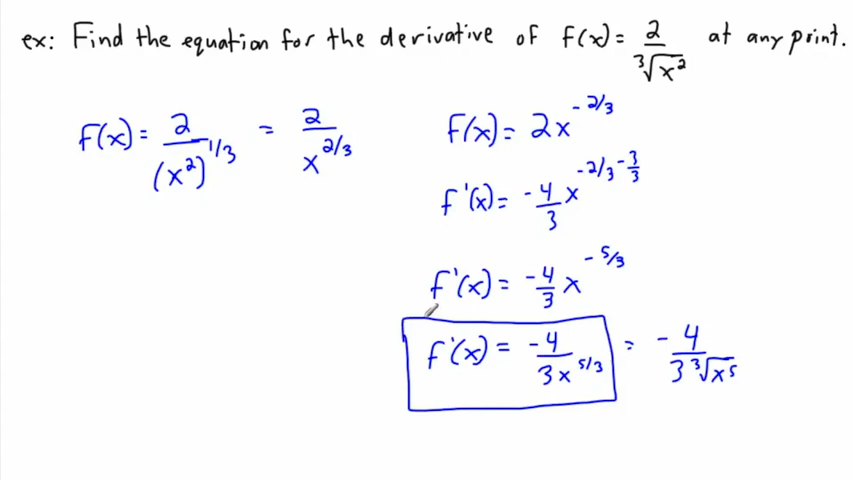 ex: Find the equation for the derivative of f(x) = 2/∛x² at any print.
f(x) = 2/(x²)^1/3 = 2/x^2/3
f(x) = 2x^-2/3
f'(x) = -4/3 x^-2/3 - 3/3
f'(x) = -4/3 x^-5/3
f'(x) = -4/3x^5/3 = -4/3∛x⁵